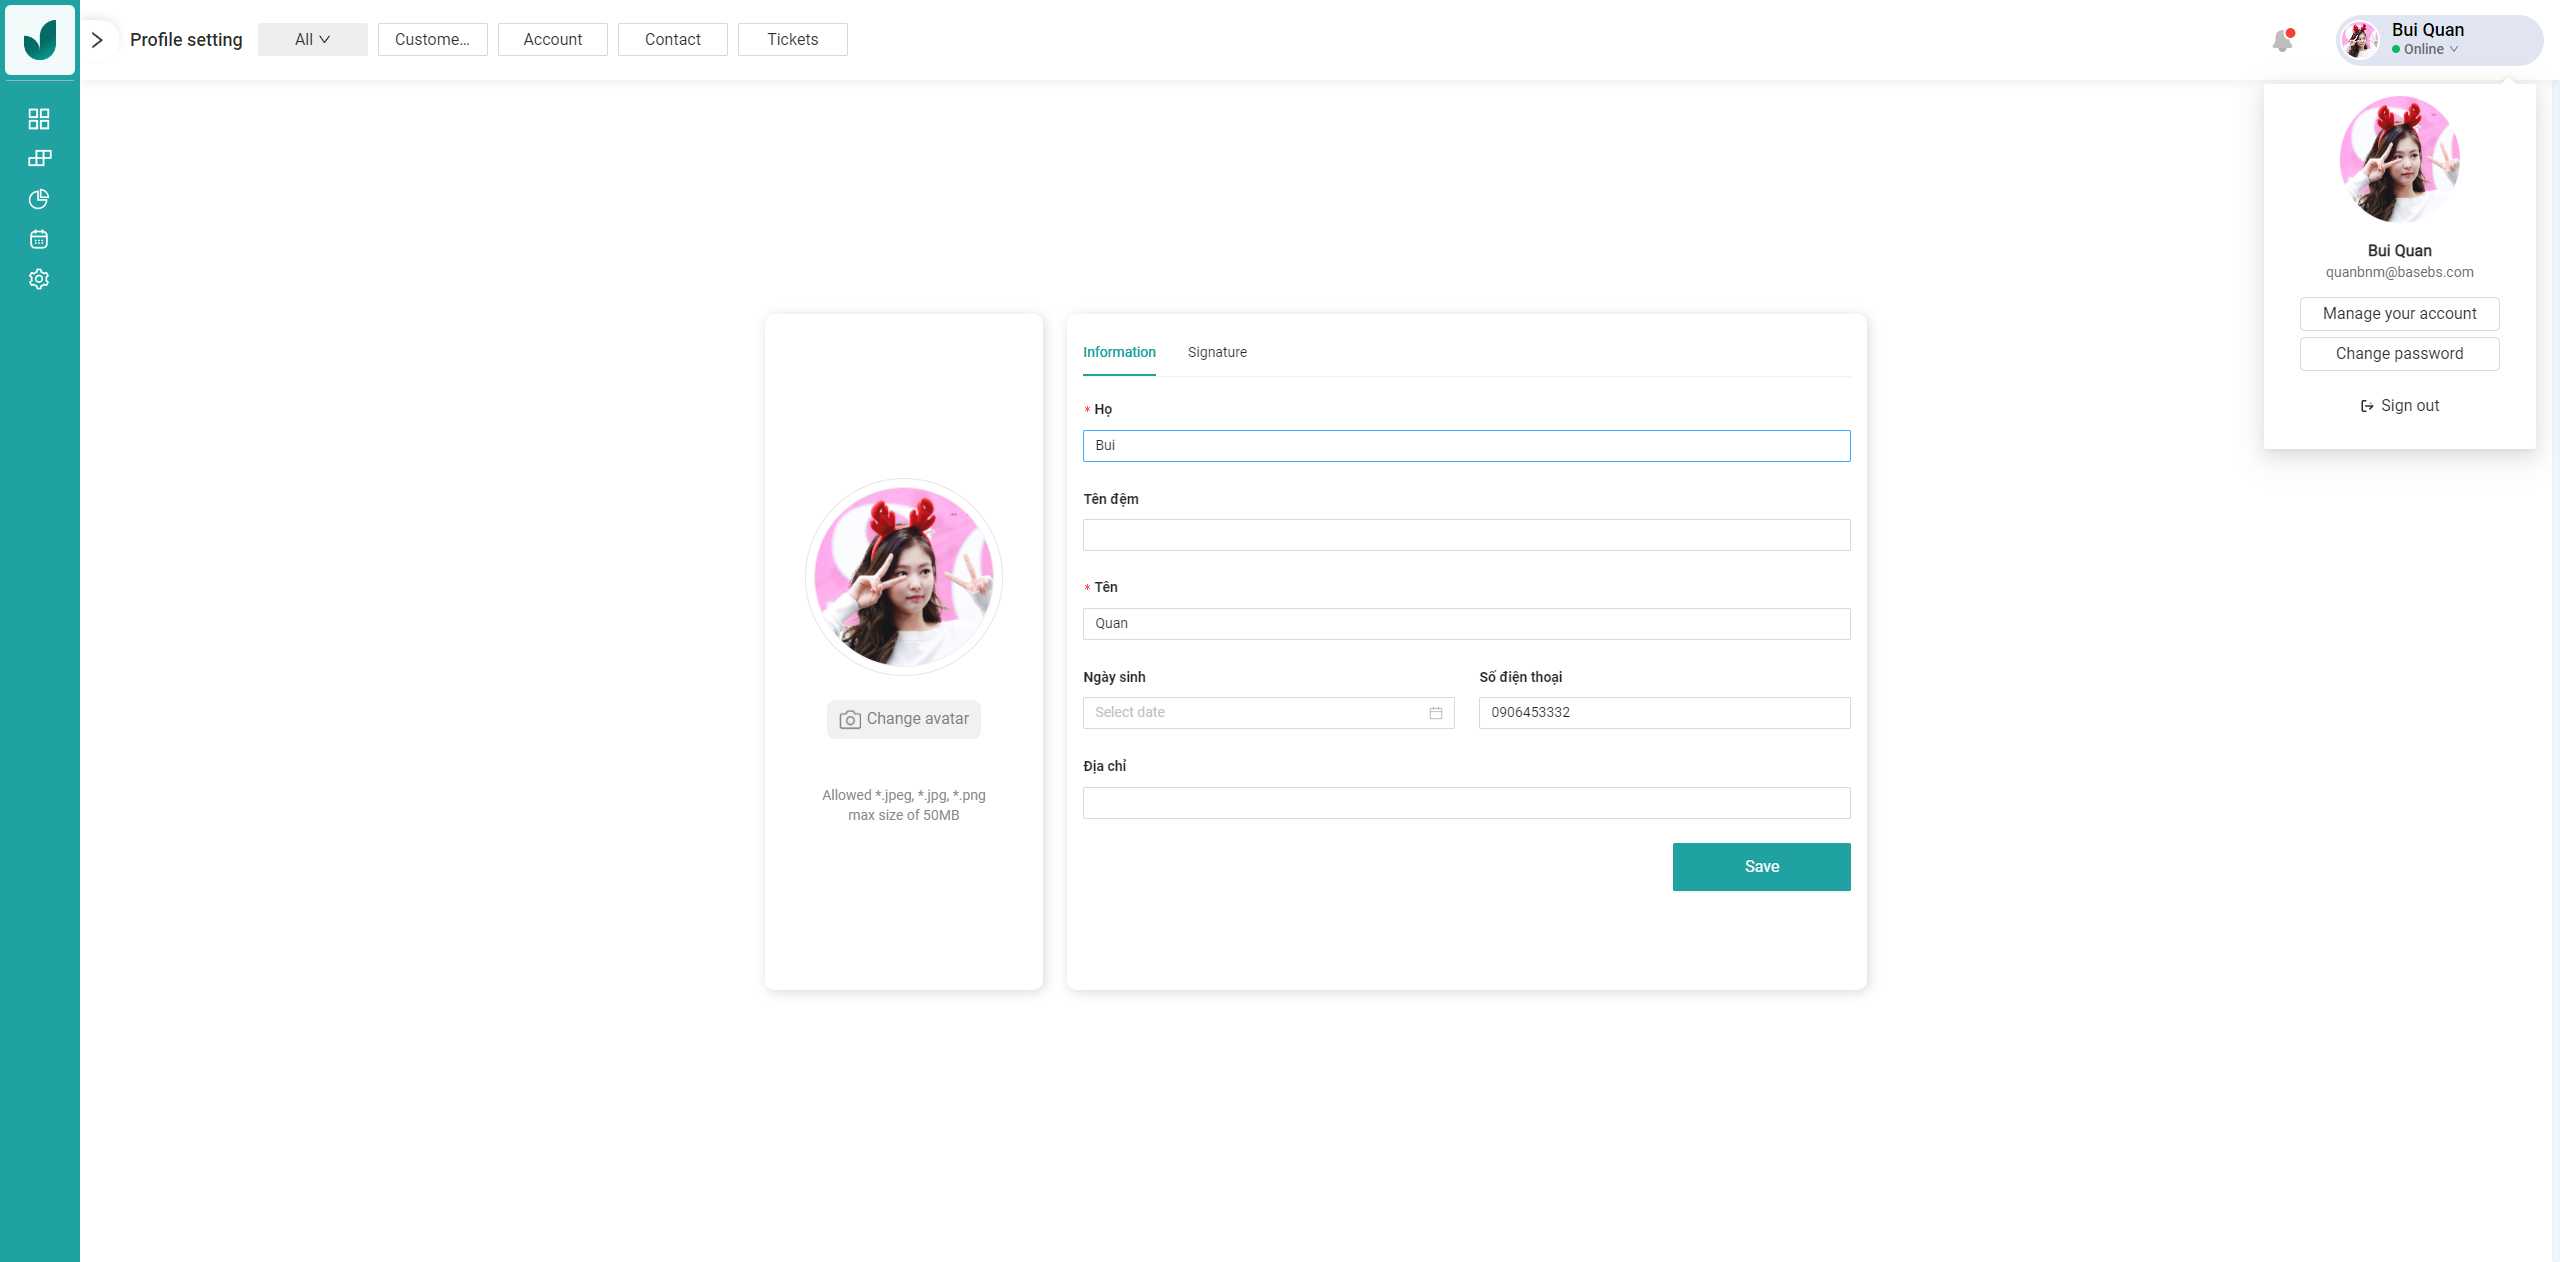 Profile setting
All
Custome...
Account
Contact
Tickets
Bui Quan
Online
Bui Quan
quanbnm@basebs.com
Manage your account
Change password
Sign out
Change avatar
Allowed *.jpeg, *.jpg, *.png
max size of 50MB
Information
Signature
* Họ
Bui
Tên đệm
* Tên
Quan
Ngày sinh
Số điện thoại
Select date
0906453332
Địa chỉ
Save